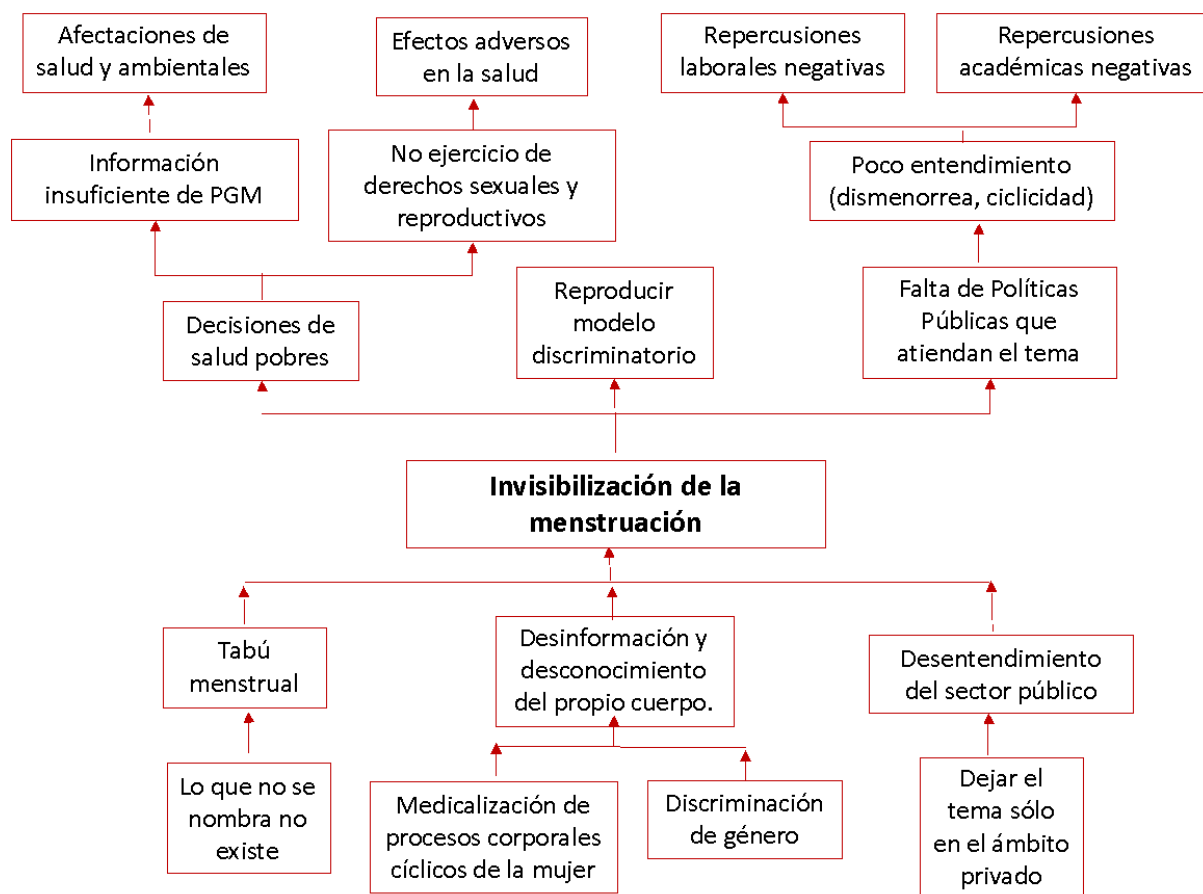 Afectaciones de
salud y ambientales
Efectos adversos
en la salud
Repercusiones
laborales negativas
Repercusiones
académicas negativas
Información
insuficiente de PGM
No ejercicio de
derechos sexuales y
reproductivos
Poco entendimiento
(dismenorrea, ciclicidad)
Decisiones de
salud pobres
Reproducir
modelo
discriminatorio
Falta de Políticas
Públicas que
atiendan el tema
Invisibilización de la
menstruación
Tabú
menstrual
Desinformación y
desconocimiento
del propio cuerpo.
Desentendimiento
del sector público
Lo que no se
nombra no
existe
Medicalización de
procesos corporales
cíclicos de la mujer
Discriminación
de género
Dejar el
tema sólo
en el ámbito
privado